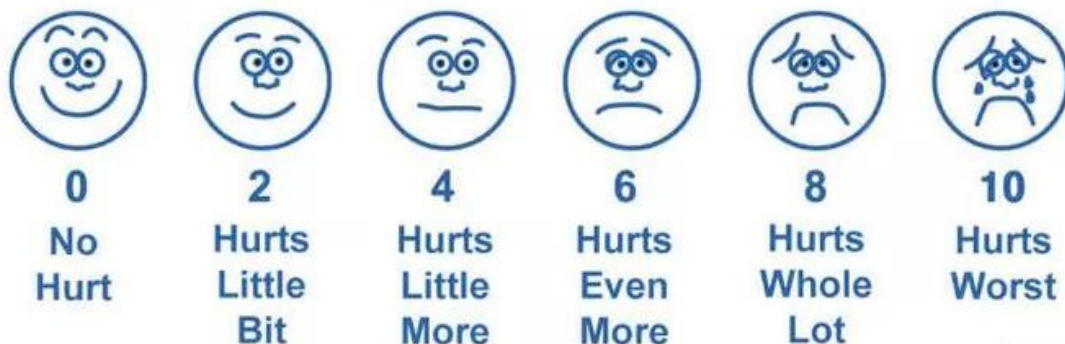 0 2 4 6 8 10
No Hurts Hurts Hurts Hurts Hurts
Hurt Little Little Even Whole Worst
Bit More More Lot